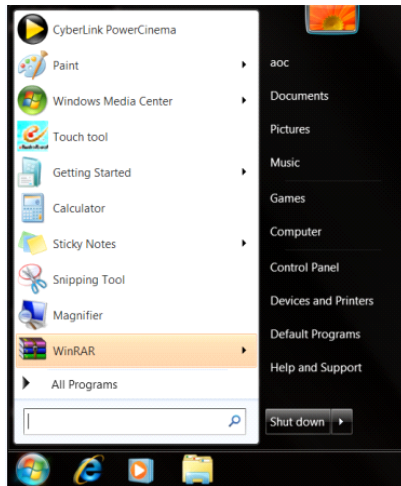 CyberLink PowerCinema
Paint
Windows Media Center
Touch tool
Getting Started
Calculator
Sticky Notes
Snipping Tool
Magnifier
WinRAR
All Programs
aoc
Documents
Pictures
Music
Games
Computer
Control Panel
Devices and Printers
Default Programs
Help and Support
Shut down